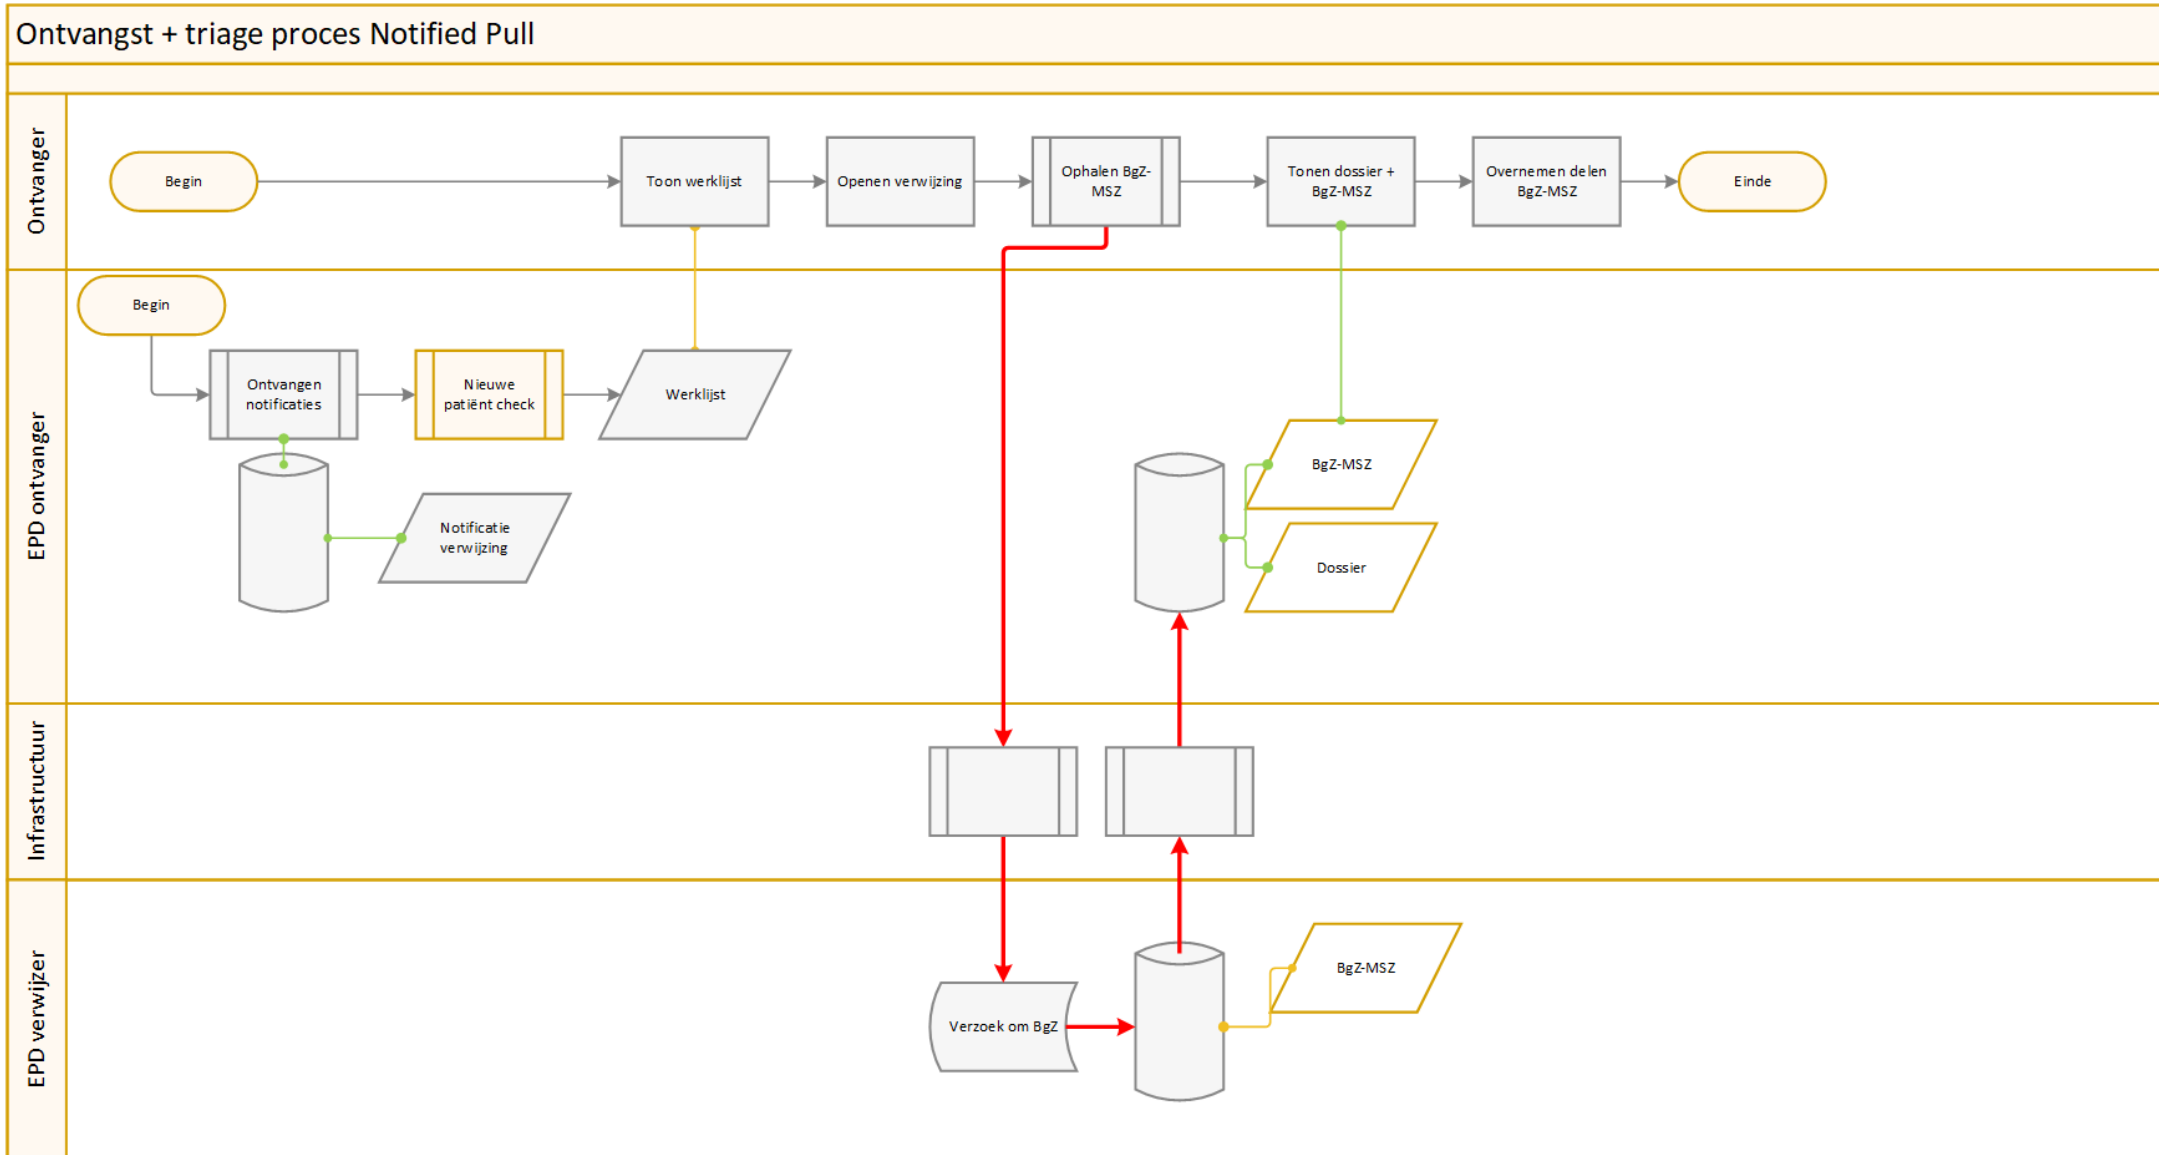 Ontvangst + triage proces Notified Pull
Ontvanger
Begin
Toon werklijst
Openen verwijzing
Ophalen BgZ-
MSZ
Tonen dossier +
BgZ-MSZ
Overnemen delen
BgZ-MSZ
Einde
EPD ontvanger
Begin
Ontvangen
notificaties
Nieuwe
patiënt check
Werklijst
Notificatie
verwijzing
BgZ-MSZ
Dossier
Infrastructuur
EPD verwijzer
Verzoek om BgZ
BgZ-MSZ